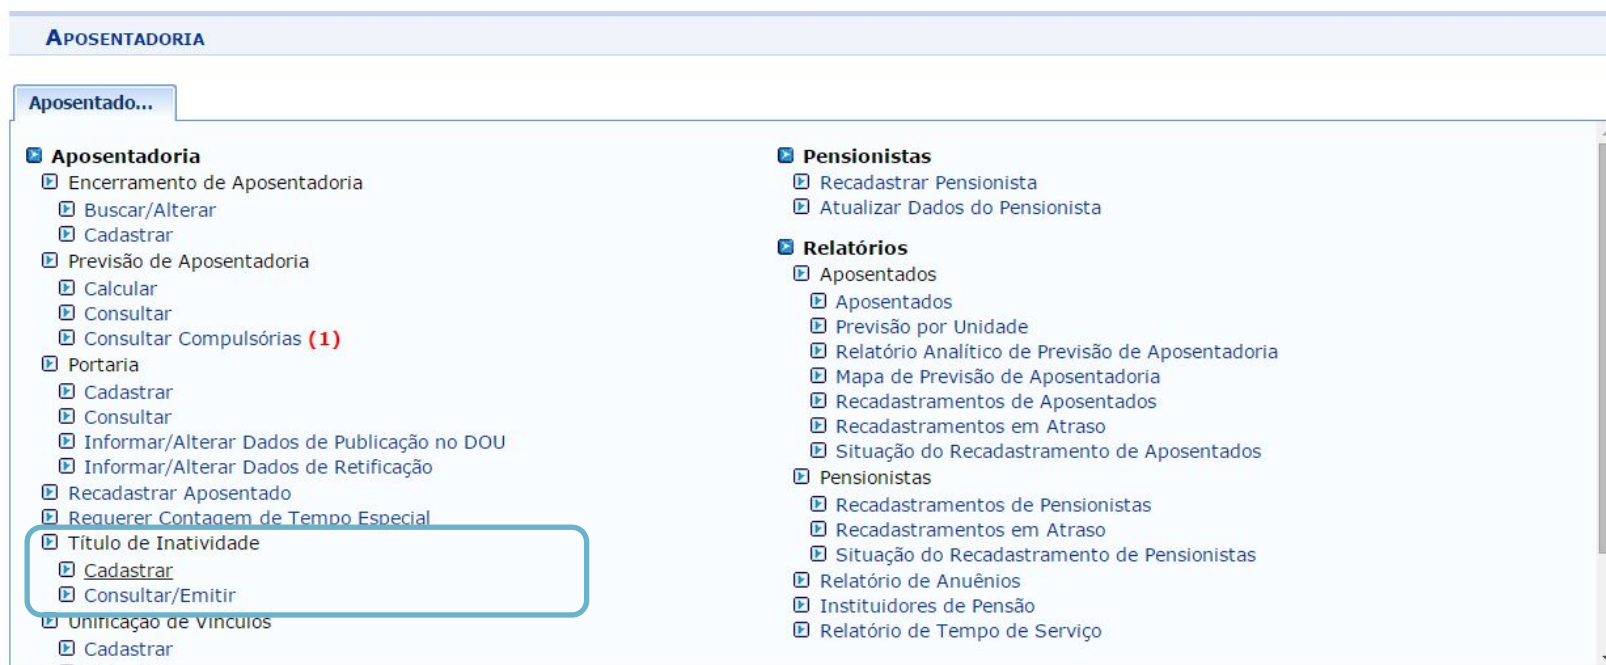 APOSENTADORIA
Aposentado...
Aposentadoria
Encerramento de Aposentadoria
Buscar/Alterar
Cadastrar
Previsão de Aposentadoria
Calcular
Consultar
Consultar Compulsórias (1)
Portaria
Cadastrar
Consultar
Informar/Alterar Dados de Publicação no DOU
Informar/Alterar Dados de Retificação
Recadastrar Aposentado
Requerer Contagem de Tempo Especial
Título de Inatividade
Cadastrar
Consultar/Emitir
Unificação de Vínculos
Cadastrar
Pensionistas
Recadastrar Pensionista
Atualizar Dados do Pensionista
Relatórios
Aposentados
Aposentados
Previsão por Unidade
Relatório Analítico de Previsão de Aposentadoria
Mapa de Previsão de Aposentadoria
Recadastramentos de Aposentados
Recadastramentos em Atraso
Situação do Recadastramento de Aposentados
Pensionistas
Recadastramentos de Pensionistas
Recadastramentos em Atraso
Situação do Recadastramento de Pensionistas
Relatório de Anuênios
Instituidores de Pensão
Relatório de Tempo de Serviço